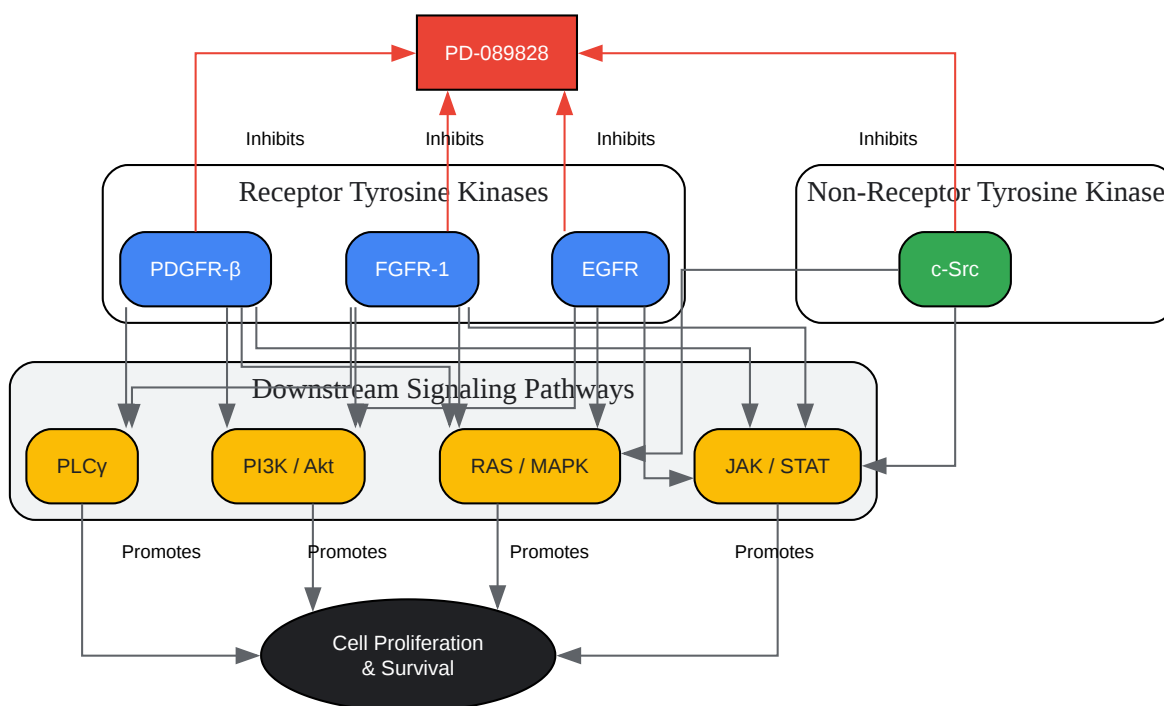 PD-089828
Inhibits
Inhibits
Inhibits
Inhibits
Receptor Tyrosine Kinases
Non-Receptor Tyrosine Kinase
PDGFR-β
FGFR-1
EGFR
c-Src
Downstream Signaling Pathways
PLCγ
PI3K / Akt
RAS / MAPK
JAK / STAT
Promotes
Promotes
Promotes
Promotes
Cell Proliferation
& Survival